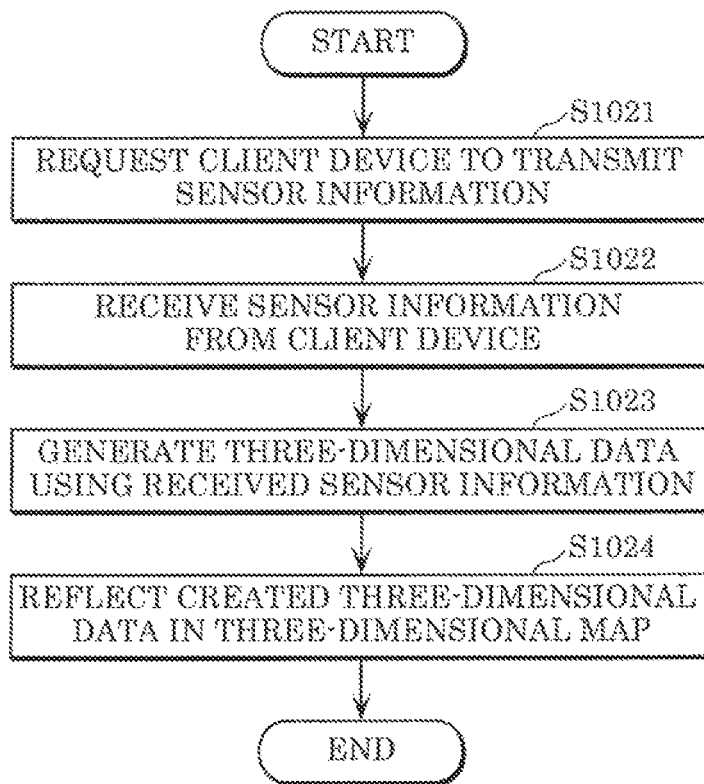 START
S1021
REQUEST CLIENT DEVICE TO TRANSMIT
SENSOR INFORMATION
S1022
RECEIVE SENSOR INFORMATION
FROM CLIENT DEVICE
S1023
GENERATE THREE-DIMENSIONAL DATA
USING RECEIVED SENSOR INFORMATION
S1024
REFLECT CREATED THREE-DIMENSIONAL
DATA IN THREE-DIMENSIONAL MAP
END